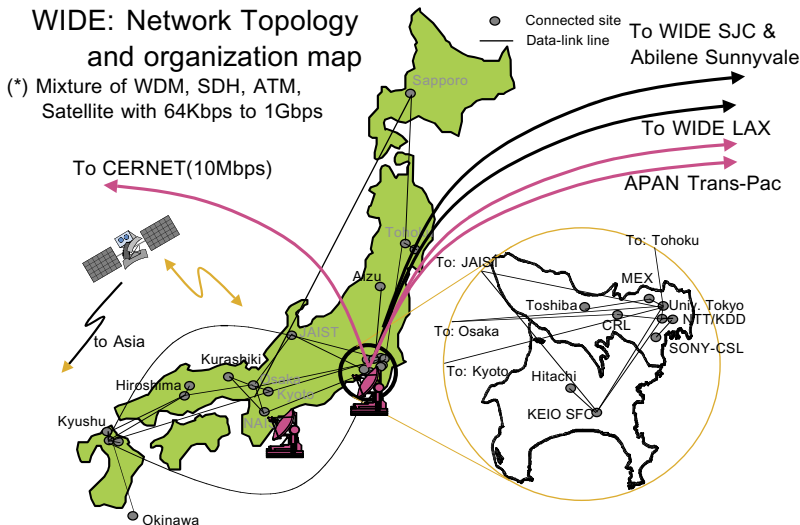 WIDE: Network Topology
and organization map
(*) Mixture of WDM, SDH, ATM,
Satellite with 64Kbps to 1Gbps
Connected site
Data-link line
To WIDE SJC &
Abilene Sunnyvale
Sapporo
To WIDE LAX
To CERNET(10Mbps)
APAN Trans-Pac
Tohoku
To: Tohoku
To: JAIST
Aizu
MEX
Toshiba
Univ. Tokyo
CRL
NTT/KDD
To: Osaka
SONY-CSL
JAIST
to Asia
Kurashiki
To: Kyoto
Hiroshima
Osaka
Kyoto
Hitachi
KEIO SFC
NAIST
Kyushu
Okinawa